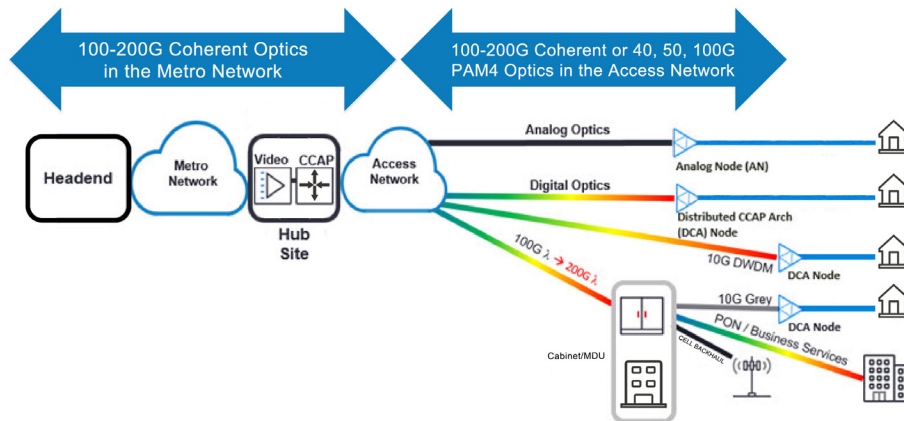 100-200G Coherent Optics
in the Metro Network
100-200G Coherent or 40, 50, 100G
PAM4 Optics in the Access Network
Headend
Metro
Network
Video
CCAP
Hub
Site
Access
Network
Analog Optics
Analog Node (AN)
Digital Optics
Distributed CCAP Arch
(DCA) Node
10G DWDM
DCA Node
100G λ → 200G λ
10G Grey
DCA Node
PON / Business Services
CELL BACKHAUL
Cabinet/MDU